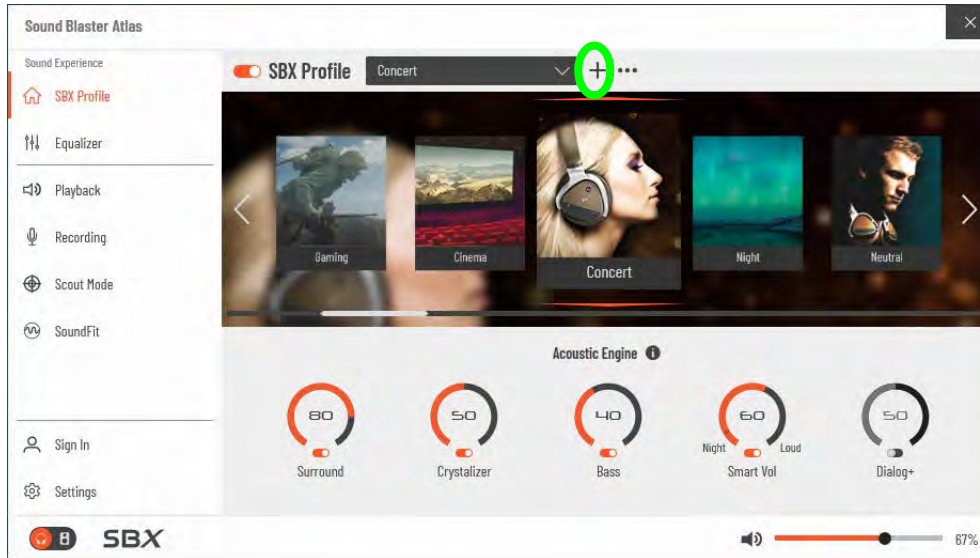 Sound Blaster Atlas
Sound Experience
SBX Profile
Equalizer
Playback
Recording
Scout Mode
SoundFit
Sign In
Settings
SBX Profile Concert
Gaming Cinema Concert Night Neutral
Acoustic Engine
80 50 40 60 50
Night Loud
Surround Crystalizer Bass Smart Vol Dialog+
SBX 67%